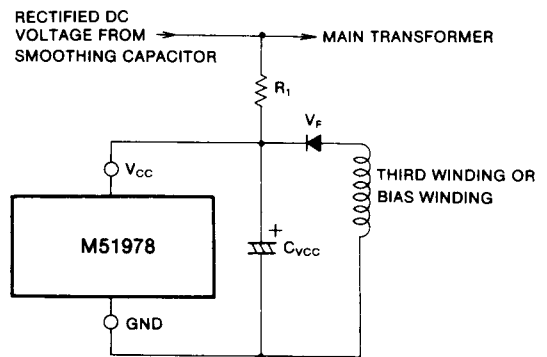 RECTIFIED DC
VOLTAGE FROM
SMOOTHING CAPACITOR
MAIN TRANSFORMER
R1
VF
VCC
THIRD WINDING OR
BIAS WINDING
M51978
+
CVCC
GND